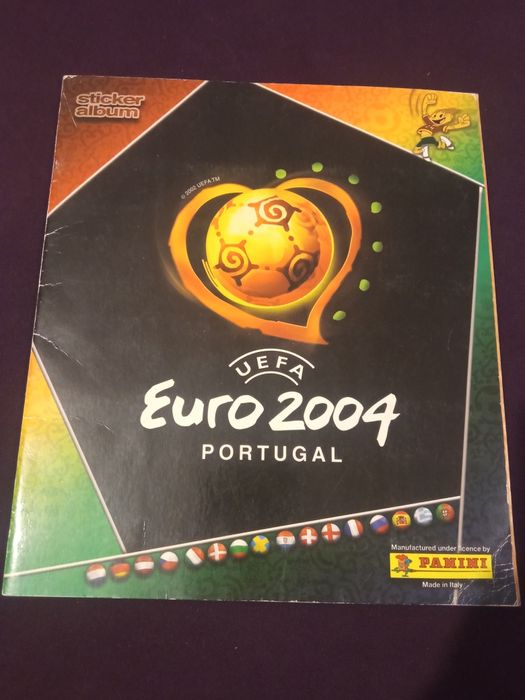 sticker
album
© 2002 UEFA TM
UEFA
EURO 2004
PORTUGAL
Manufactured under licence by
PANINI
Made in Italy